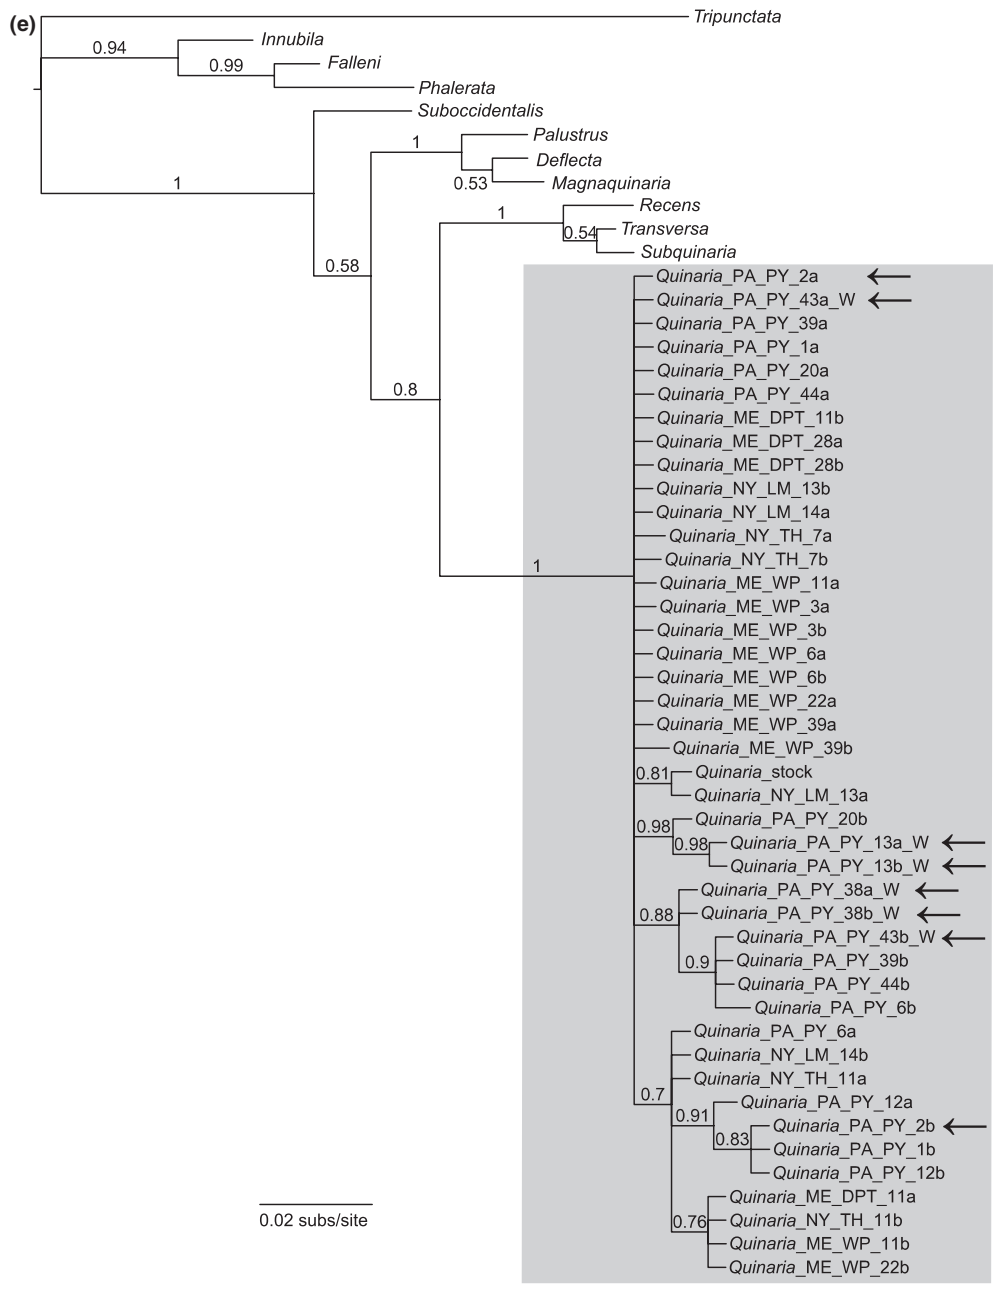 (e)
Tripunctata
Innubila
0.94
Falleni
0.99
Phalerata
Suboccidentalis
Palustrus
1
Deflecta
1
0.53
Magnaquinaria
Recens
1
Transversa
0.54
Subquinaria
0.58
Quinaria_PA_PY_2a
Quinaria_PA_PY_43a_W
Quinaria_PA_PY_39a
Quinaria_PA_PY_1a
Quinaria_PA_PY_20a
0.8
Quinaria_PA_PY_44a
Quinaria_ME_DPT_11b
Quinaria_ME_DPT_28a
Quinaria_ME_DPT_28b
Quinaria_NY_LM_13b
Quinaria_NY_LM_14a
Quinaria_NY_TH_7a
Quinaria_NY_TH_7b
1
Quinaria_ME_WP_11a
Quinaria_ME_WP_3a
Quinaria_ME_WP_3b
Quinaria_ME_WP_6a
Quinaria_ME_WP_6b
Quinaria_ME_WP_22a
Quinaria_ME_WP_39a
Quinaria_ME_WP_39b
0.81
Quinaria_stock
Quinaria_NY_LM_13a
Quinaria_PA_PY_20b
0.98
0.98
Quinaria_PA_PY_13a_W
Quinaria_PA_PY_13b_W
Quinaria_PA_PY_38a_W
0.88
Quinaria_PA_PY_38b_W
Quinaria_PA_PY_43b_W
0.9
Quinaria_PA_PY_39b
Quinaria_PA_PY_44b
Quinaria_PA_PY_6b
Quinaria_PA_PY_6a
Quinaria_NY_LM_14b
Quinaria_NY_TH_11a
0.7
Quinaria_PA_PY_12a
0.91
Quinaria_PA_PY_2b
0.83
Quinaria_PA_PY_1b
Quinaria_PA_PY_12b
Quinaria_ME_DPT_11a
0.76
Quinaria_NY_TH_11b
Quinaria_ME_WP_11b
Quinaria_ME_WP_22b
0.02 subs/site